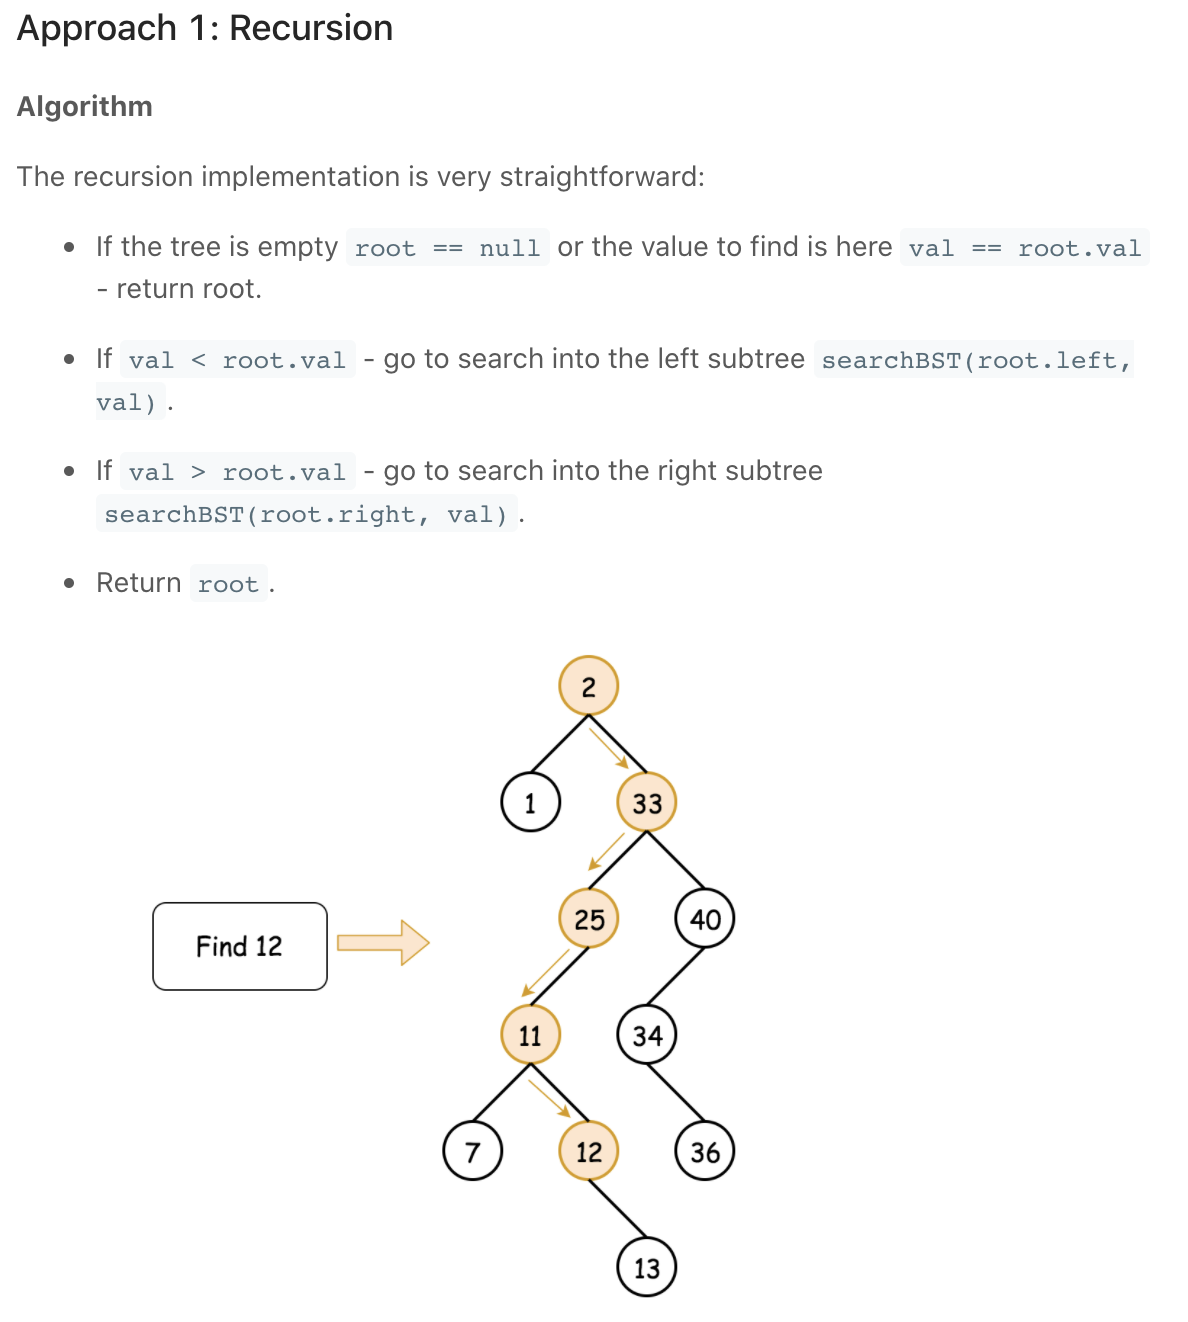 Approach 1: Recursion
Algorithm
The recursion implementation is very straightforward:
If the tree is empty root == null or the value to find is here val == root.val
- return root.
If val < root.val - go to search into the left subtree searchBST(root.left,
val).
If val > root.val - go to search into the right subtree
searchBST(root.right, val).
Return root.
2
1
33
25
40
Find 12
11
34
7
12
36
13